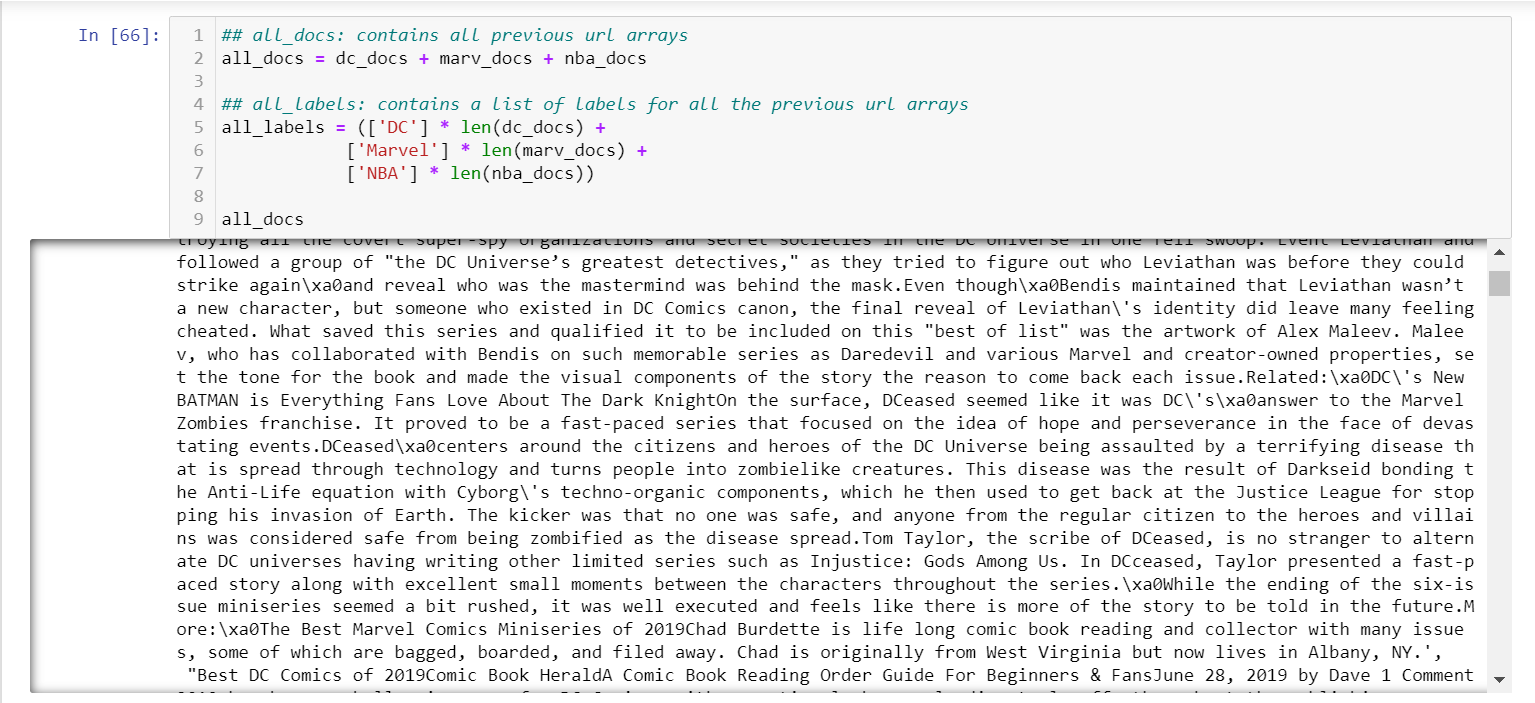 In [66]:
1 ## all_docs: contains all previous url arrays
2 all_docs = dc_docs + marv_docs + nba_docs
3
4 ## all_labels: contains a list of labels for all the previous url arrays
5 all_labels = (['DC'] * len(dc_docs) +
6 ['Marvel'] * len(marv_docs) +
7 ['NBA'] * len(nba_docs))
8
9 all_docs
troying all the covert super-spy organizations and secret societies in the DC Universe in one fell swoop. Event Leviathan and
followed a group of "the DC Universe’s greatest detectives," as they tried to figure out who Leviathan was before they could
strike again\xa0and reveal who was the mastermind was behind the mask.Even though\xa0Bendis maintained that Leviathan wasn’t
a new character, but someone who existed in DC Comics canon, the final reveal of Leviathan\'s identity did leave many feeling
cheated. What saved this series and qualified it to be included on this "best of list" was the artwork of Alex Maleev. Malee
v, who has collaborated with Bendis on such memorable series as Daredevil and various Marvel and creator-owned properties, se
t the tone for the book and made the visual components of the story the reason to come back each issue.Related:\xa0DC\'s New
BATMAN is Everything Fans Love About The Dark KnightOn the surface, DCeased seemed like it was DC\'s\xa0answer to the Marvel
Zombies franchise. It proved to be a fast-paced series that focused on the idea of hope and perseverance in the face of devas
tating events.DCeased\xa0centers around the citizens and heroes of the DC Universe being assaulted by a terrifying disease th
at is spread through technology and turns people into zombielike creatures. This disease was the result of Darkseid bonding t
he Anti-Life equation with Cyborg\'s techno-organic components, which he then used to get back at the Justice League for stop
ping his invasion of Earth. The kicker was that no one was safe, and anyone from the regular citizen to the heroes and villai
ns was considered safe from being zombified as the disease spread.Tom Taylor, the scribe of DCeased, is no stranger to altern
ate DC universes having writing other limited series such as Injustice: Gods Among Us. In DCceased, Taylor presented a fast-p
aced story along with excellent small moments between the characters throughout the series.\xa0While the ending of the six-is
sue miniseries seemed a bit rushed, it was well executed and feels like there is more of the story to be told in the future.M
ore:\xa0The Best Marvel Comics Miniseries of 2019Chad Burdette is life long comic book reading and collector with many issue
s, some of which are bagged, boarded, and filed away. Chad is originally from West Virginia but now lives in Albany, NY.',
"Best DC Comics of 2019Comic Book HeraldA Comic Book Reading Order Guide For Beginners & FansJune 28, 2019 by Dave 1 Comment